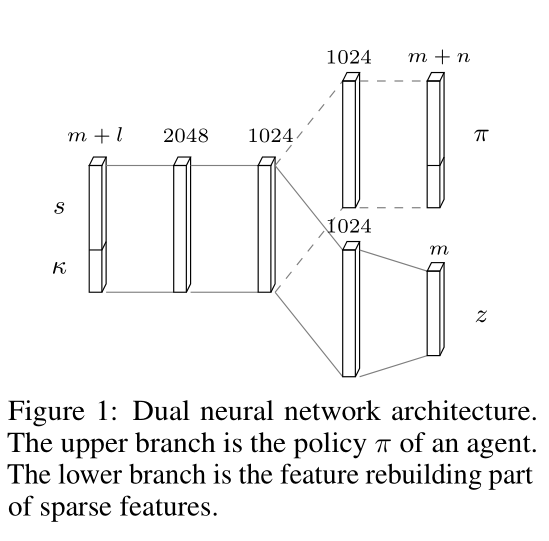 1024 m + n
m + l 2048 1024
π
s
1024
m
κ
z
Figure 1: Dual neural network architecture.
The upper branch is the policy π of an agent.
The lower branch is the feature rebuilding part
of sparse features.